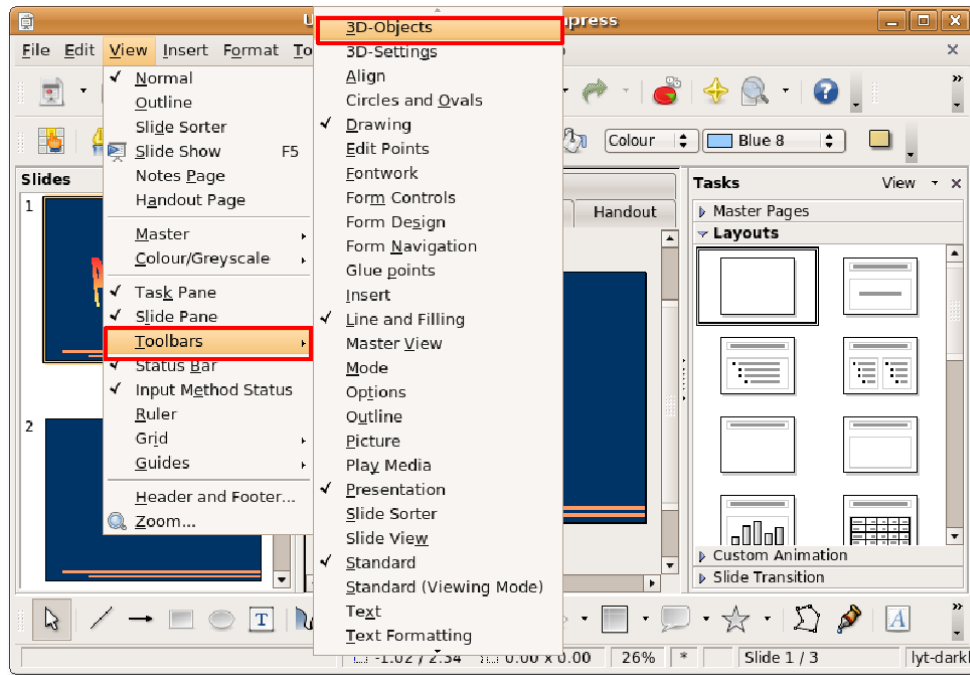 U
press
File Edit View Insert Format To
Colour
Blue 8
Slides
1
2
Normal
Outline
Slide Sorter
Slide Show F5
Notes Page
Handout Page
Master
Colour/Greyscale
Task Pane
Slide Pane
Toolbars
Status Bar
Input Method Status
Ruler
Grid
Guides
Header and Footer...
Zoom...
3D-Objects
3D-Settings
Align
Circles and Ovals
Drawing
Edit Points
Fontwork
Form Controls
Form Design
Form Navigation
Glue points
Insert
Line and Filling
Master View
Mode
Options
Outline
Picture
Play Media
Presentation
Slide Sorter
Slide View
Standard
Standard (Viewing Mode)
Text
Text Formatting
Handout
Tasks View
Master Pages
Layouts
Custom Animation
Slide Transition
T
A
-1.02 / 2.54 0.00 x 0.00 26% * Slide 1 / 3 lyt-darkl